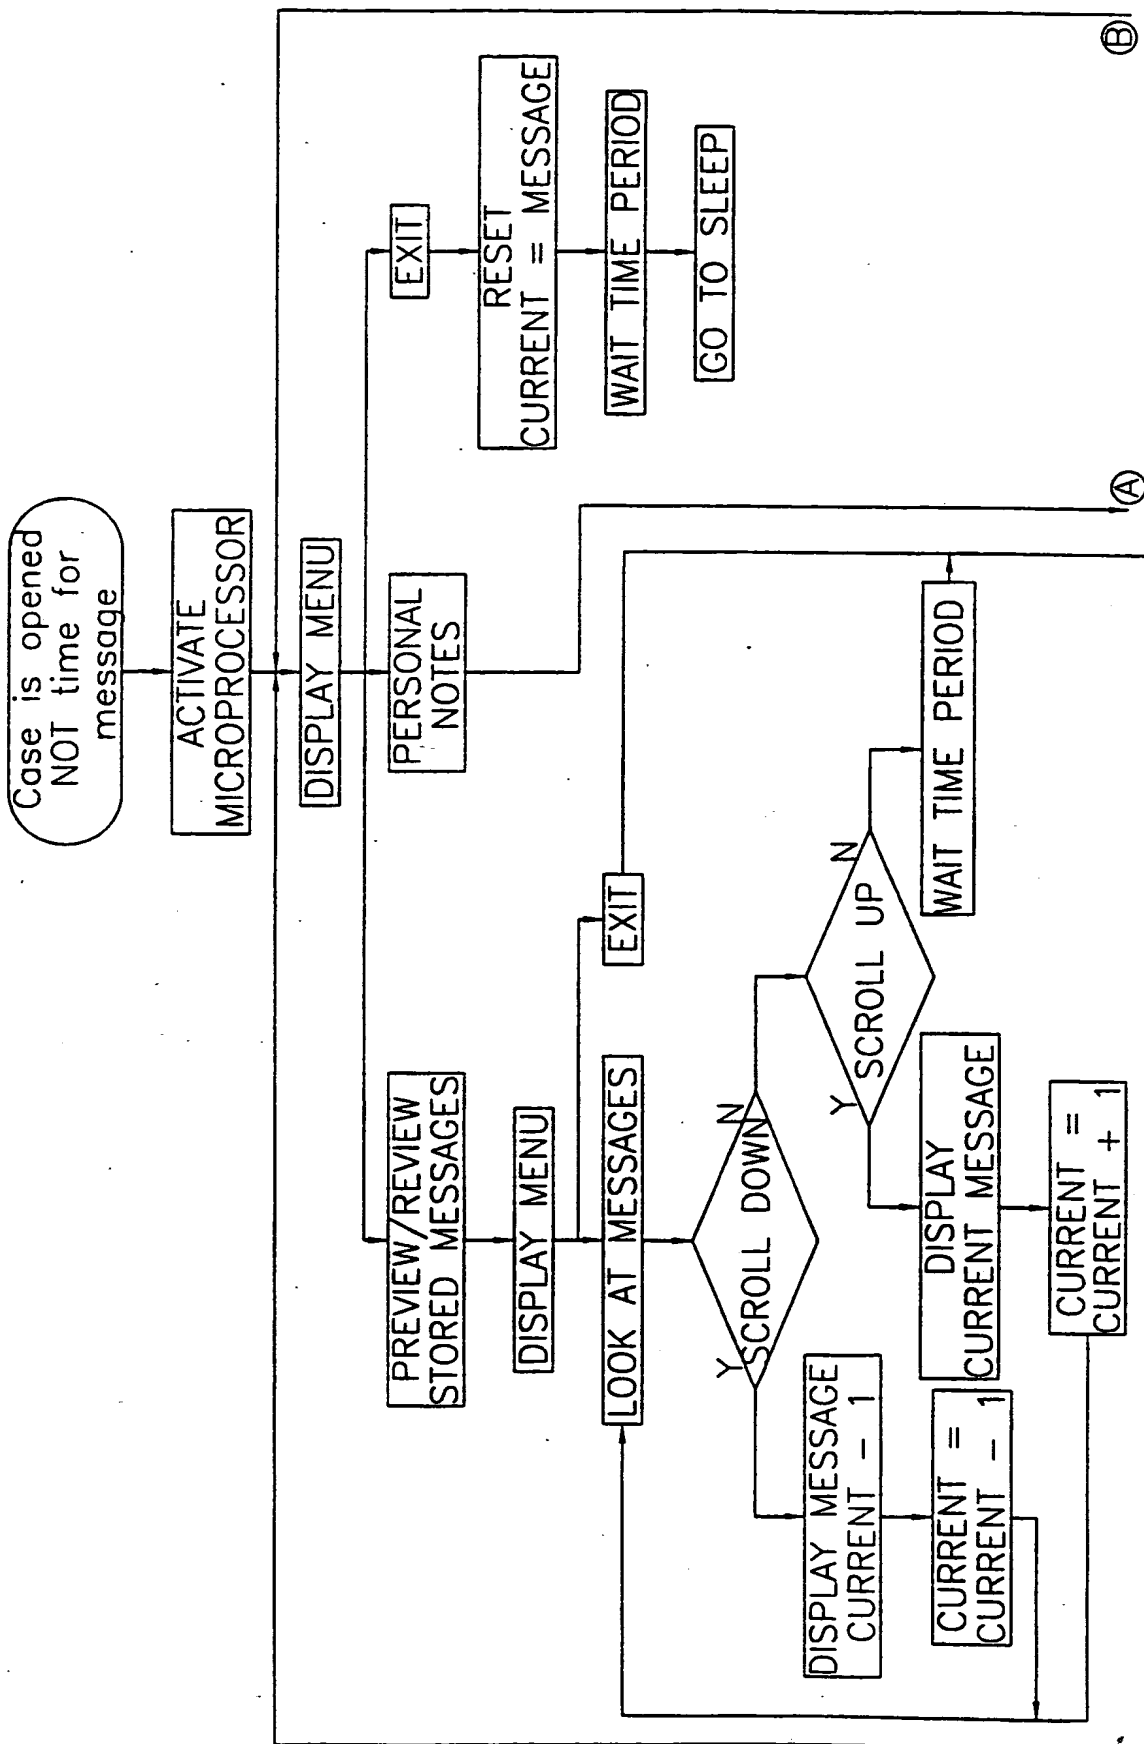 Case is opened
NOT time for
message
ACTIVATE
MICROPROCESSOR
DISPLAY MENU
PREVIEW/REVIEW
STORED MESSAGES
PERSONAL
NOTES
EXIT
RESET
CURRENT = MESSAGE
WAIT TIME PERIOD
GO TO SLEEP
DISPLAY MENU
LOOK AT MESSAGES
EXIT
Y
SCROLL DOWN
N
DISPLAY MESSAGE
CURRENT - 1
CURRENT =
CURRENT - 1
Y
SCROLL UP
N
DISPLAY
CURRENT MESSAGE
CURRENT =
CURRENT + 1
WAIT TIME PERIOD
A
B